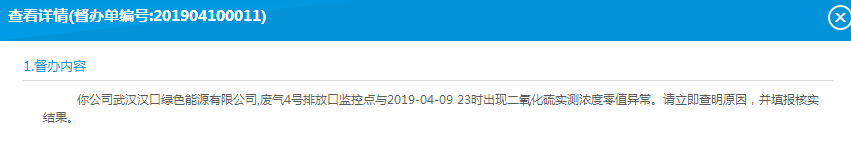 查看详情(督办单编号:201904100011)
1.督办内容
你公司武汉汉口绿色能源有限公司,废气4号排放口监控点与2019-04-09 23时出现二氧化硫实测浓度零值异常。请立即查明原因，并填报核实
结果。